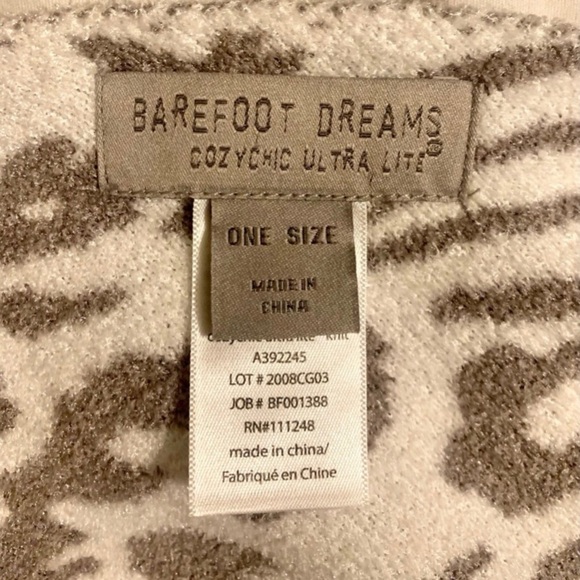 BAREFOOT DREAMS®
COZYCHIC ULTRA LITE
ONE SIZE
MADE IN
CHINA
A392245
LOT # 2008CG03
JOB # BF001388
RN#111248
made in china/
Fabriqué en Chine